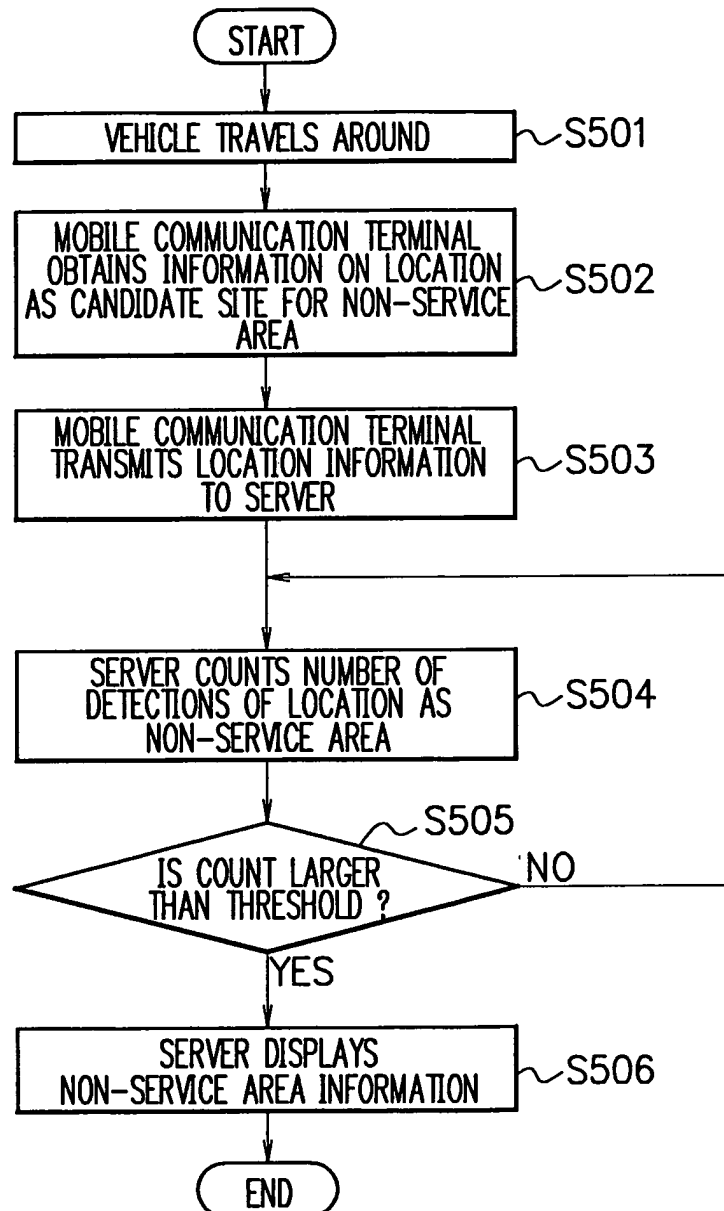 START
VEHICLE TRAVELS AROUND
S501
MOBILE COMMUNICATION TERMINAL
OBTAINS INFORMATION ON LOCATION
AS CANDIDATE SITE FOR NON-SERVICE
AREA
S502
MOBILE COMMUNICATION TERMINAL
TRANSMITS LOCATION INFORMATION
TO SERVER
S503
SERVER COUNTS NUMBER OF
DETECTIONS OF LOCATION AS
NON-SERVICE AREA
S504
S505
IS COUNT LARGER
THAN THRESHOLD ?
NO
YES
SERVER DISPLAYS
NON-SERVICE AREA INFORMATION
S506
END